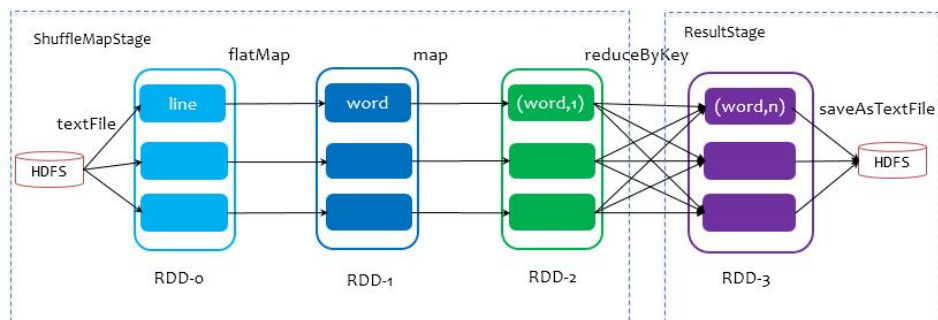 ShuffleMapStage
ResultStage
flatMap
map
reduceByKey
textFile
line
word
(word,1)
(word,n)
saveAsTextFile
HDFS
HDFS
RDD-0
RDD-1
RDD-2
RDD-3